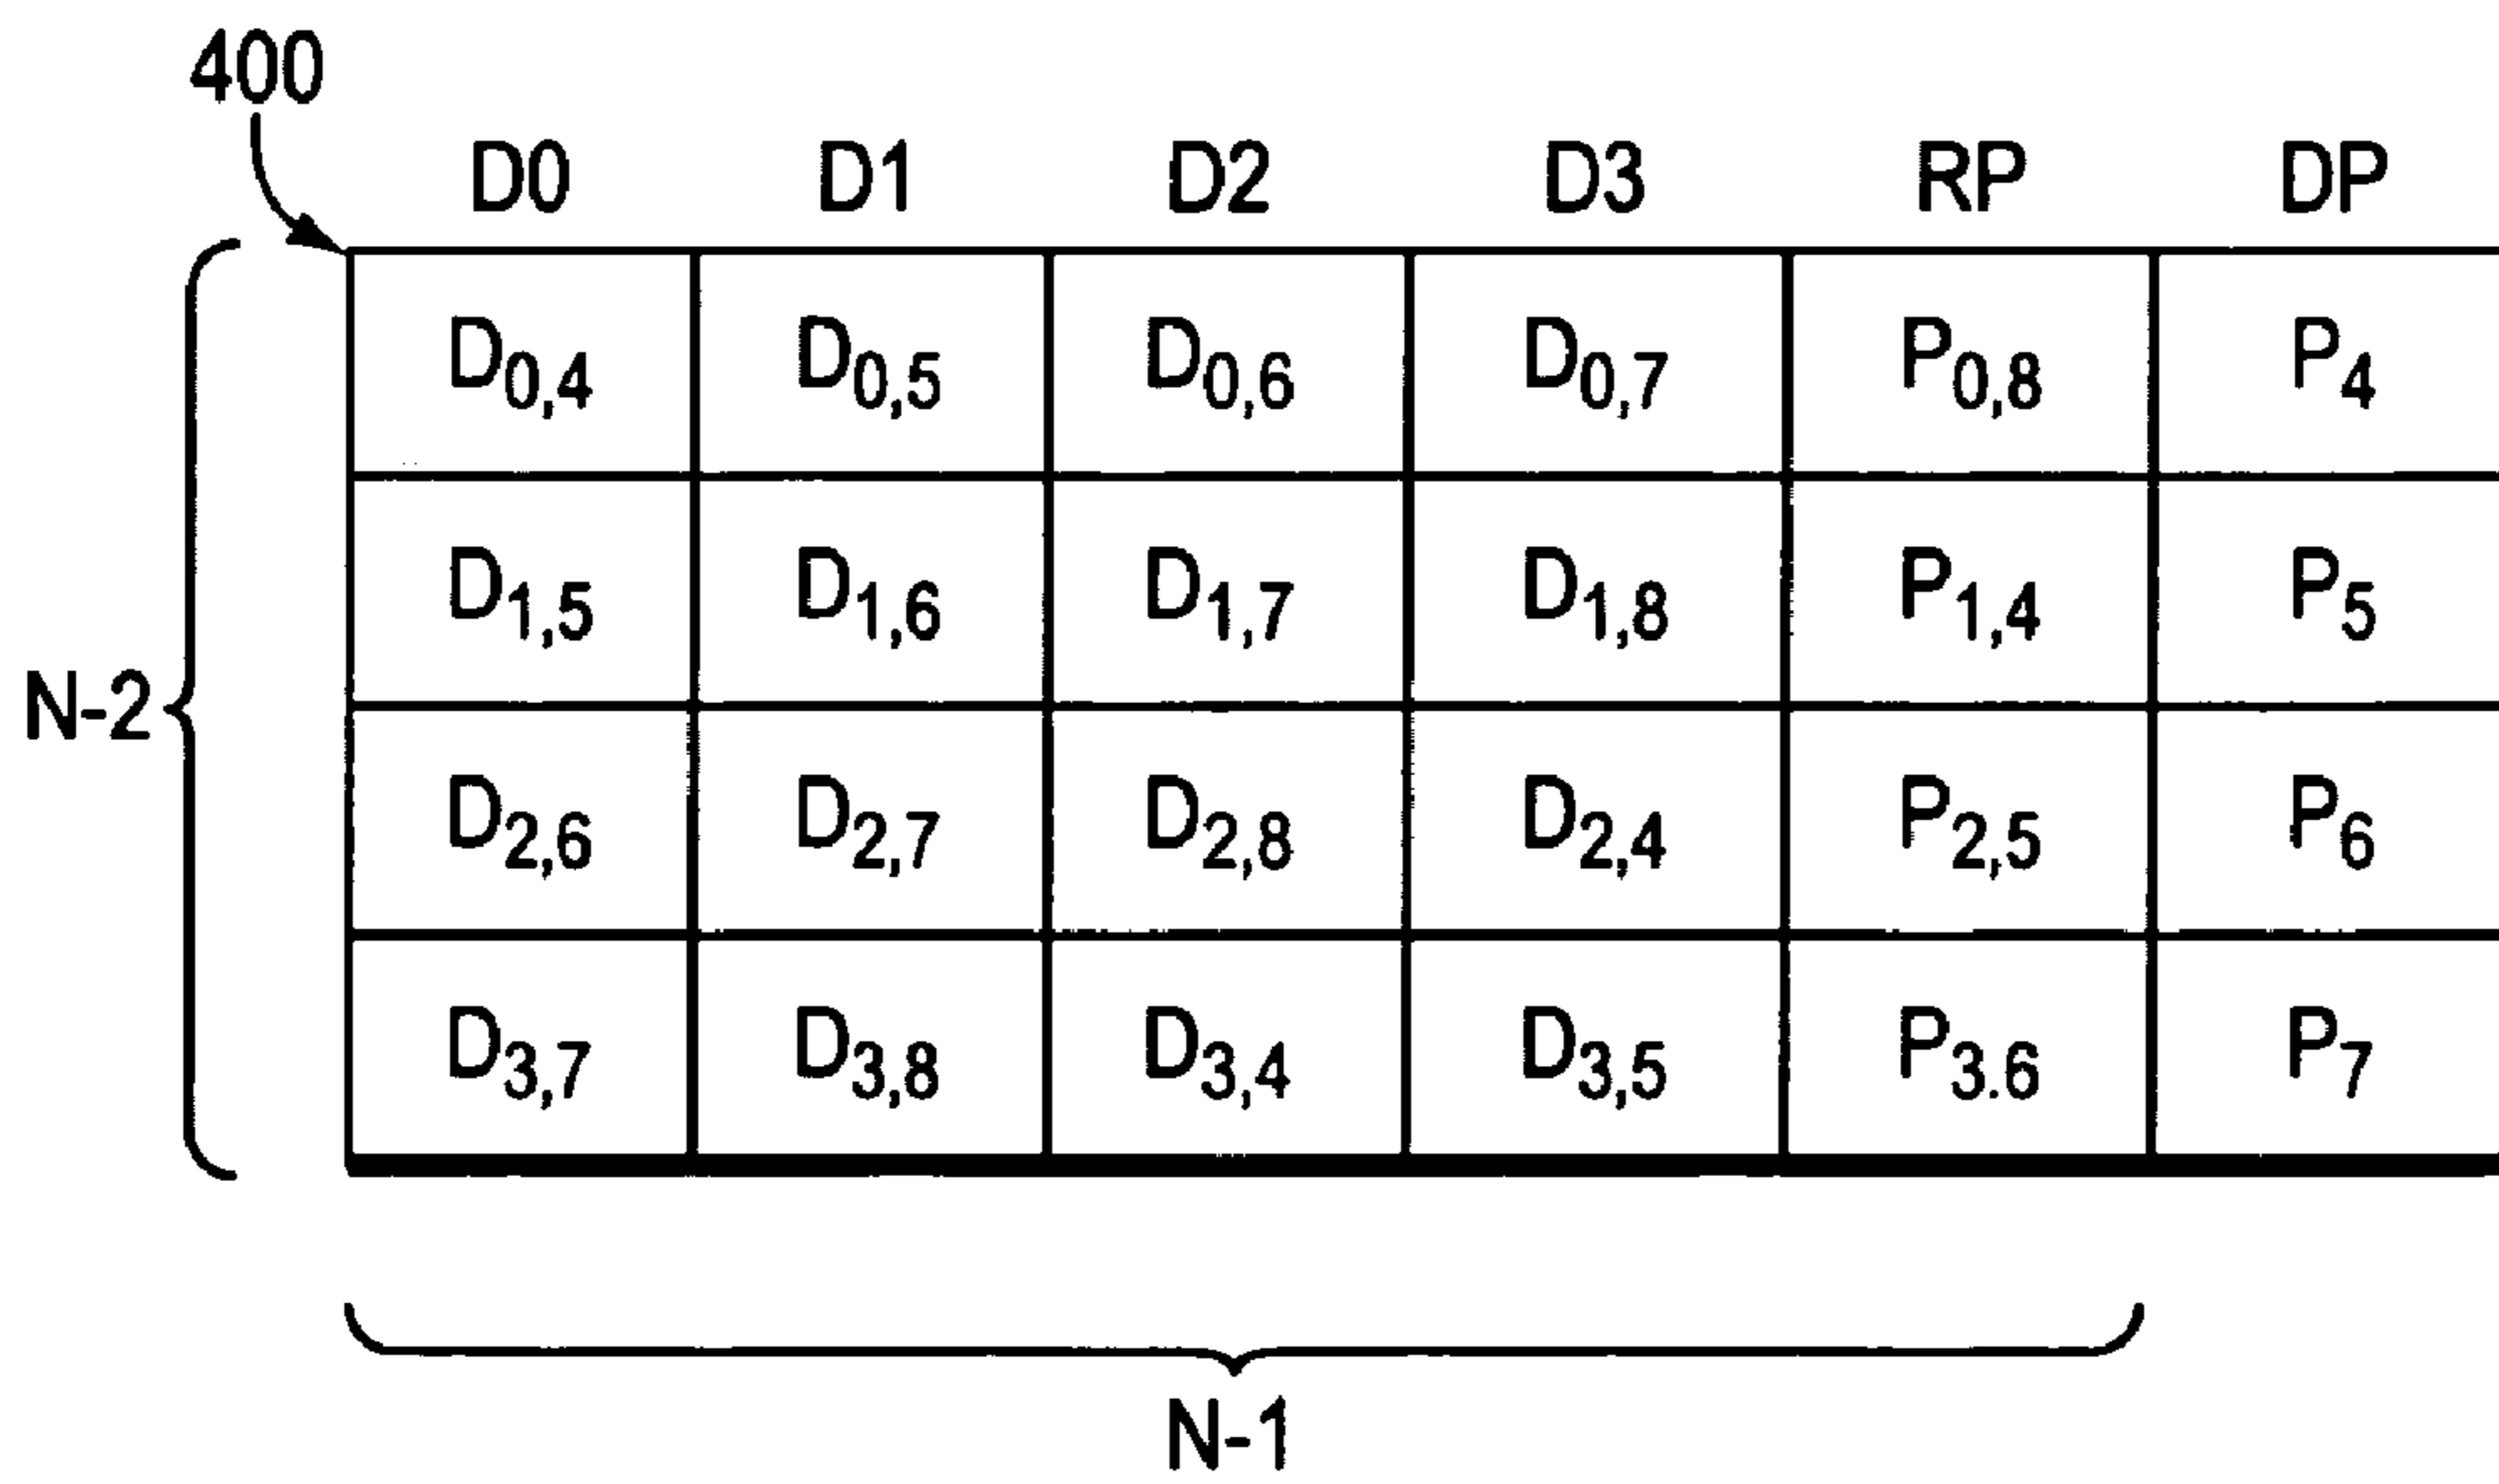 400
D0 D1 D2 D3 RP DP
D0,4 D0,5 D0,6 D0,7 P0,8 P4
D1,5 D1,6 D1,7 D1,8 P1,4 P5
N-2
D2,6 D2,7 D2,8 D2,4 P2,5 P6
D3,7 D3,8 D3,4 D3,5 P3.6 P7
N-1